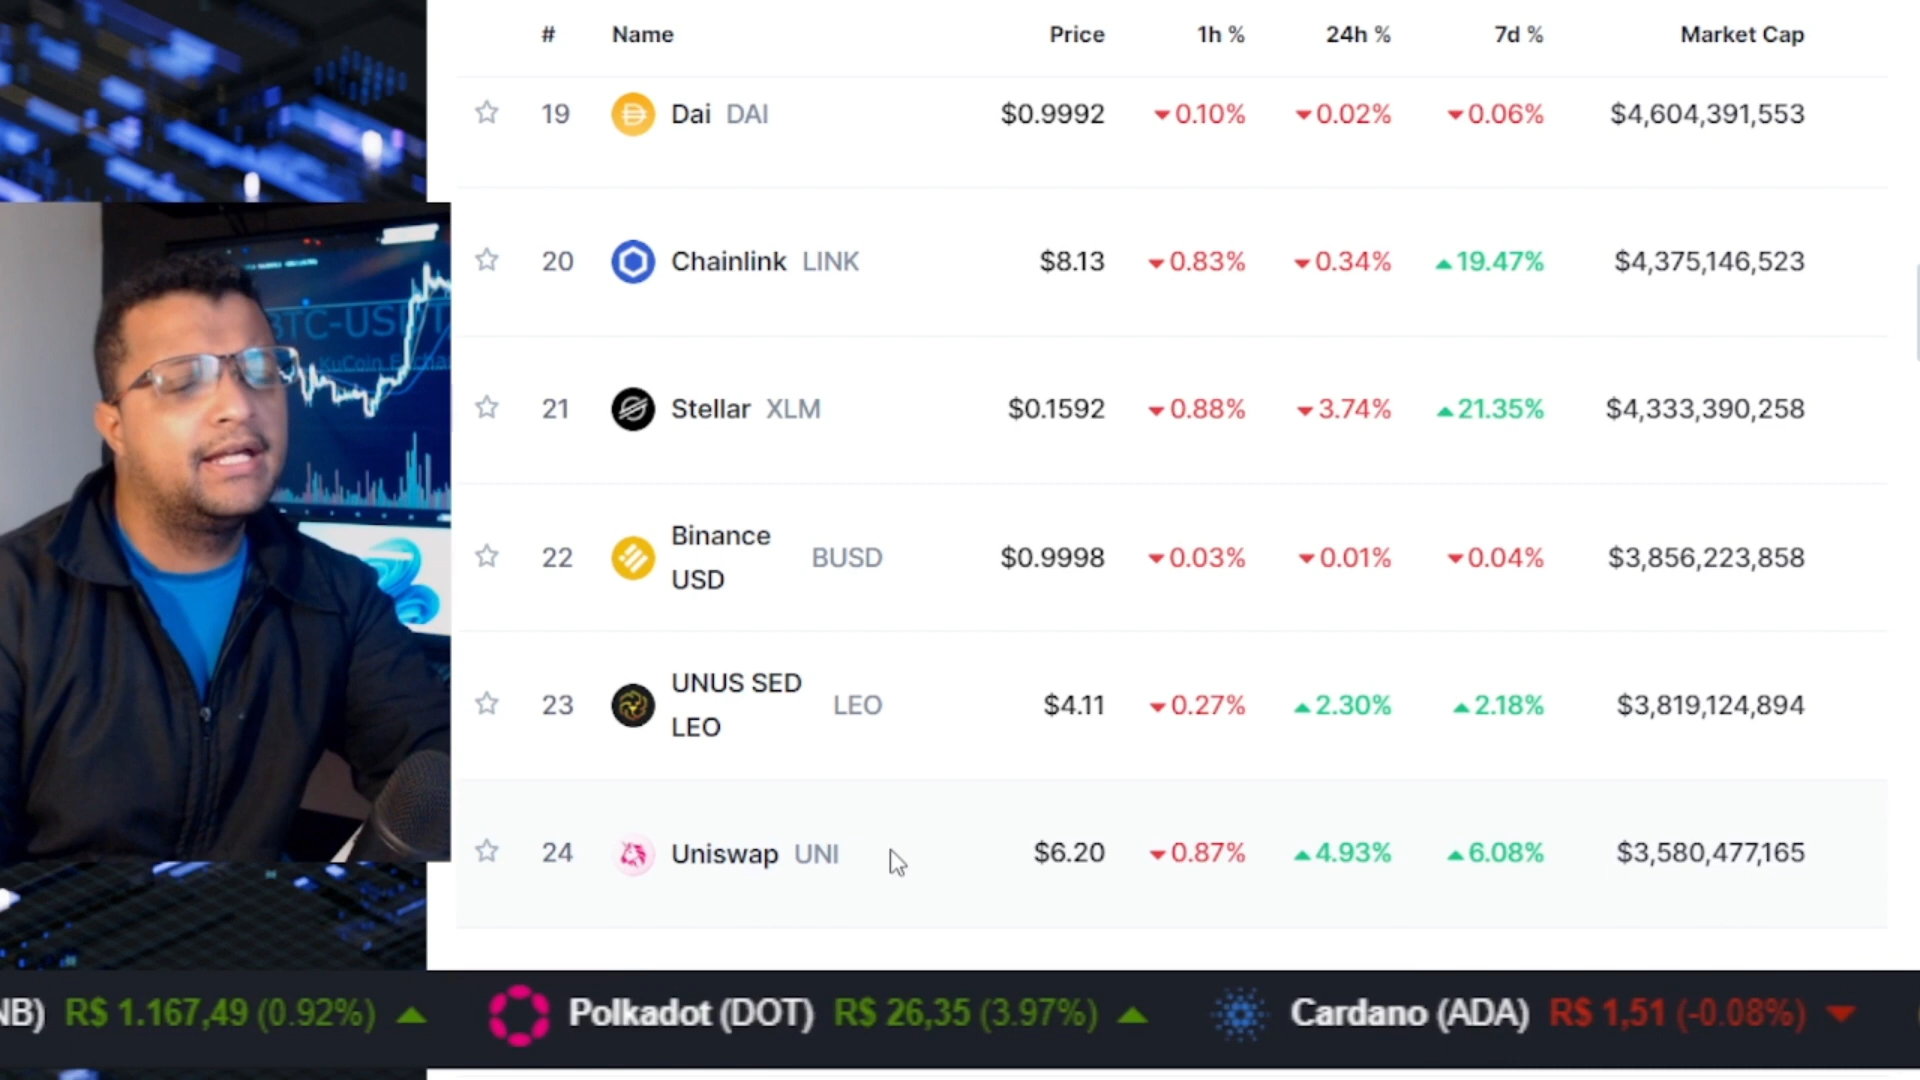 # Name Price 1h % 24h % 7d % Market Cap
19 Dai DAI $0.9992 0.10% 0.02% 0.06% $4,604,391,553
20 Chainlink LINK $8.13 0.83% 0.34% 19.47% $4,375,146,523
21 Stellar XLM $0.1592 0.88% 3.74% 21.35% $4,333,390,258
22 Binance USD BUSD $0.9998 0.03% 0.01% 0.04% $3,856,223,858
23 UNUS SED LEO LEO $4.11 0.27% 2.30% 2.18% $3,819,124,894
24 Uniswap UNI $6.20 0.87% 4.93% 6.08% $3,580,477,165
BTC-USDT
KuCoin Excha
NB) R$ 1.167,49 (0.92%) Polkadot (DOT) R$ 26,35 (3.97%) Cardano (ADA) R$ 1,51 (-0.08%)